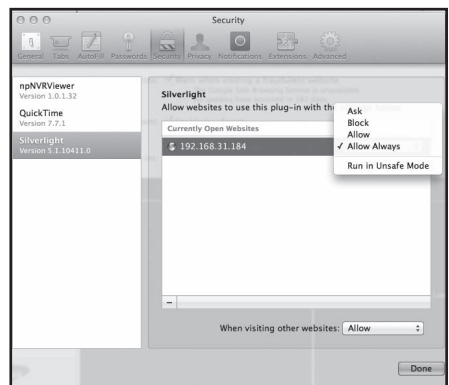 Security
General Tabs AutoFill Passwords Security Privacy Notifications Extensions Advanced
npNVRViewer
Version 1.0.1.32
QuickTime
Version 7.7.1
Silverlight
Version 5.1.10411.0
Silverlight
Allow websites to use this plug-in with the
Currently Open Websites
192.168.31.184
Ask
Block
Allow
✓ Allow Always
Run in Unsafe Mode
−
When visiting other websites: Allow
Done